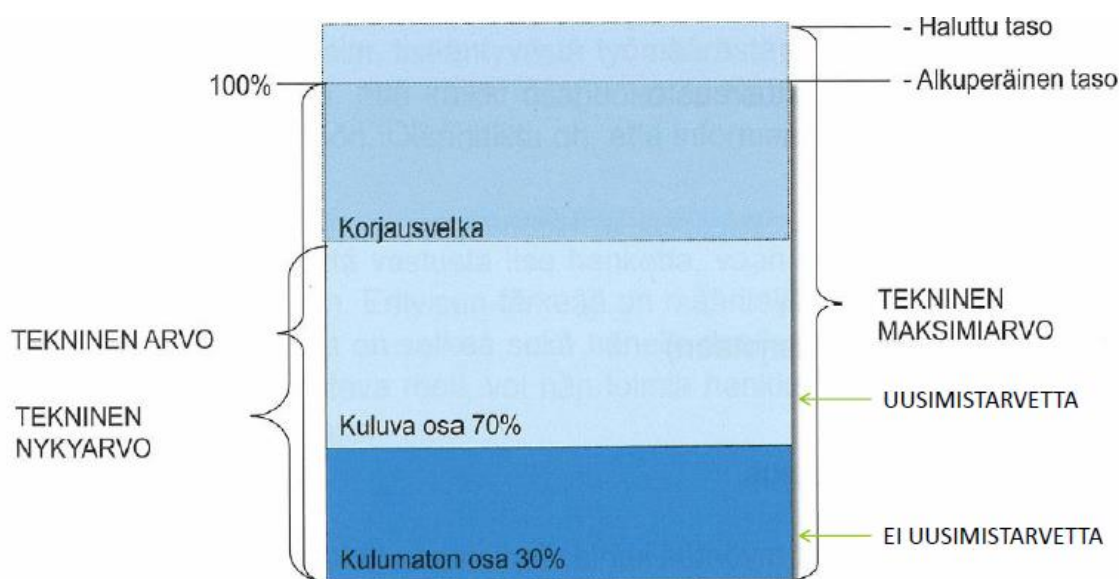 - Haluttu taso
100%
- Alkuperäinen taso
Korjausvelka
TEKNINEN ARVO
TEKNINEN
MAKSIMIARVO
TEKNINEN
NYKYARVO
Kuluva osa 70%
UUSIMISTARVETTA
Kulumaton osa 30%
EI UUSIMISTARVETTA